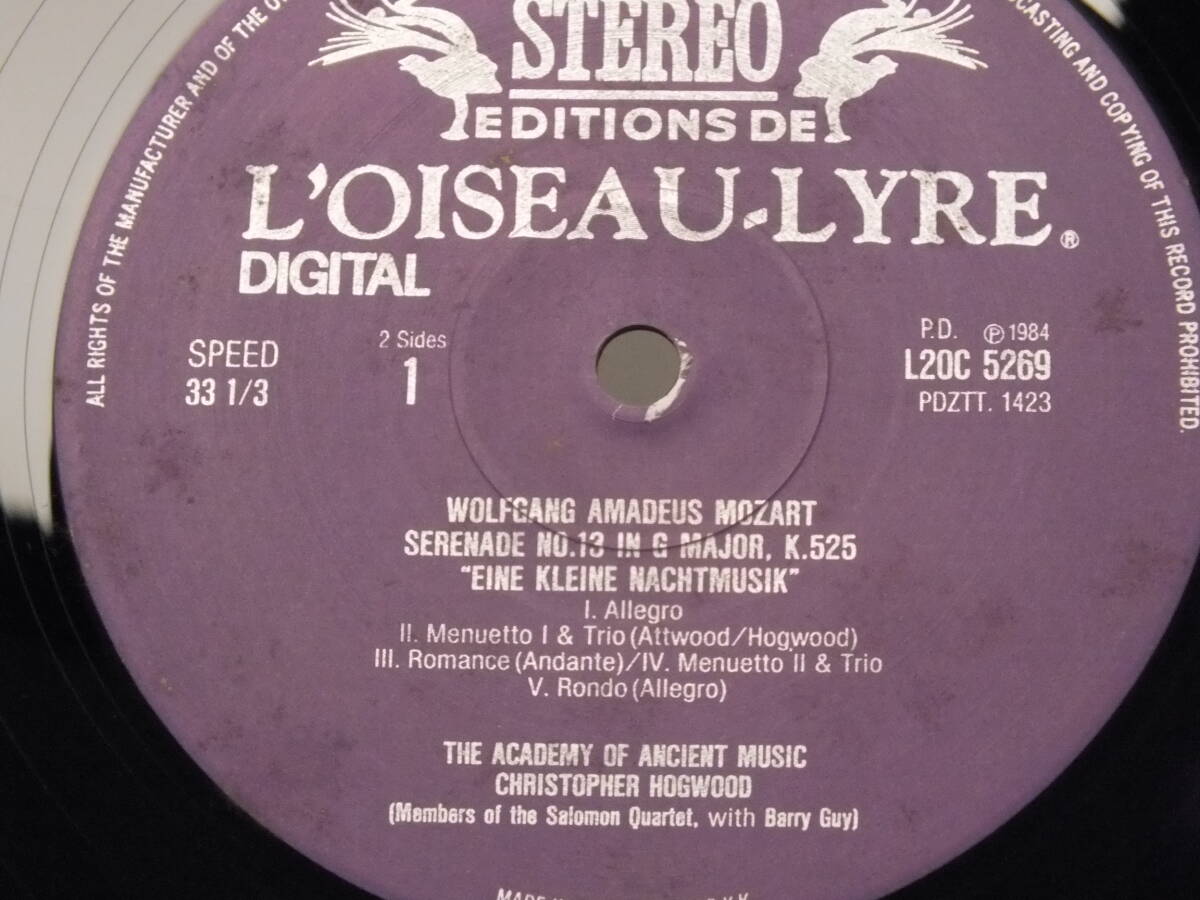 STEREO
EDITIONS DE
L'OISEAU-LYRE ®
DIGITAL
SPEED
33 1/3
2 Sides
1
P.D. ℗ 1984
L20C 5269
PDZTT. 1423
WOLFGANG AMADEUS MOZART
SERENADE NO.13 IN G MAJOR, K.525
"EINE KLEINE NACHTMUSIK"
I. Allegro
II. Menuetto I & Trio (Attwood/Hogwood)
III. Romance (Andante)/IV. Menuetto II & Trio
V. Rondo (Allegro)
THE ACADEMY OF ANCIENT MUSIC
CHRISTOPHER HOGWOOD
(Members of the Salomon Quartet, with Barry Guy)
ALL RIGHTS OF THE MANUFACTURER AND OF THE
AND COPYING OF THIS RECORD PROHIBITED.
MADE